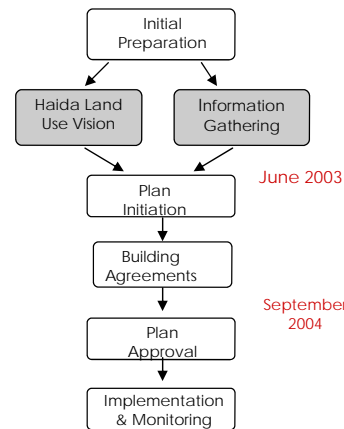 Initial
Preparation
Haida Land
Use Vision
Information
Gathering
June 2003
Plan
Initiation
Building
Agreements
September
2004
Plan
Approval
Implementation
& Monitoring